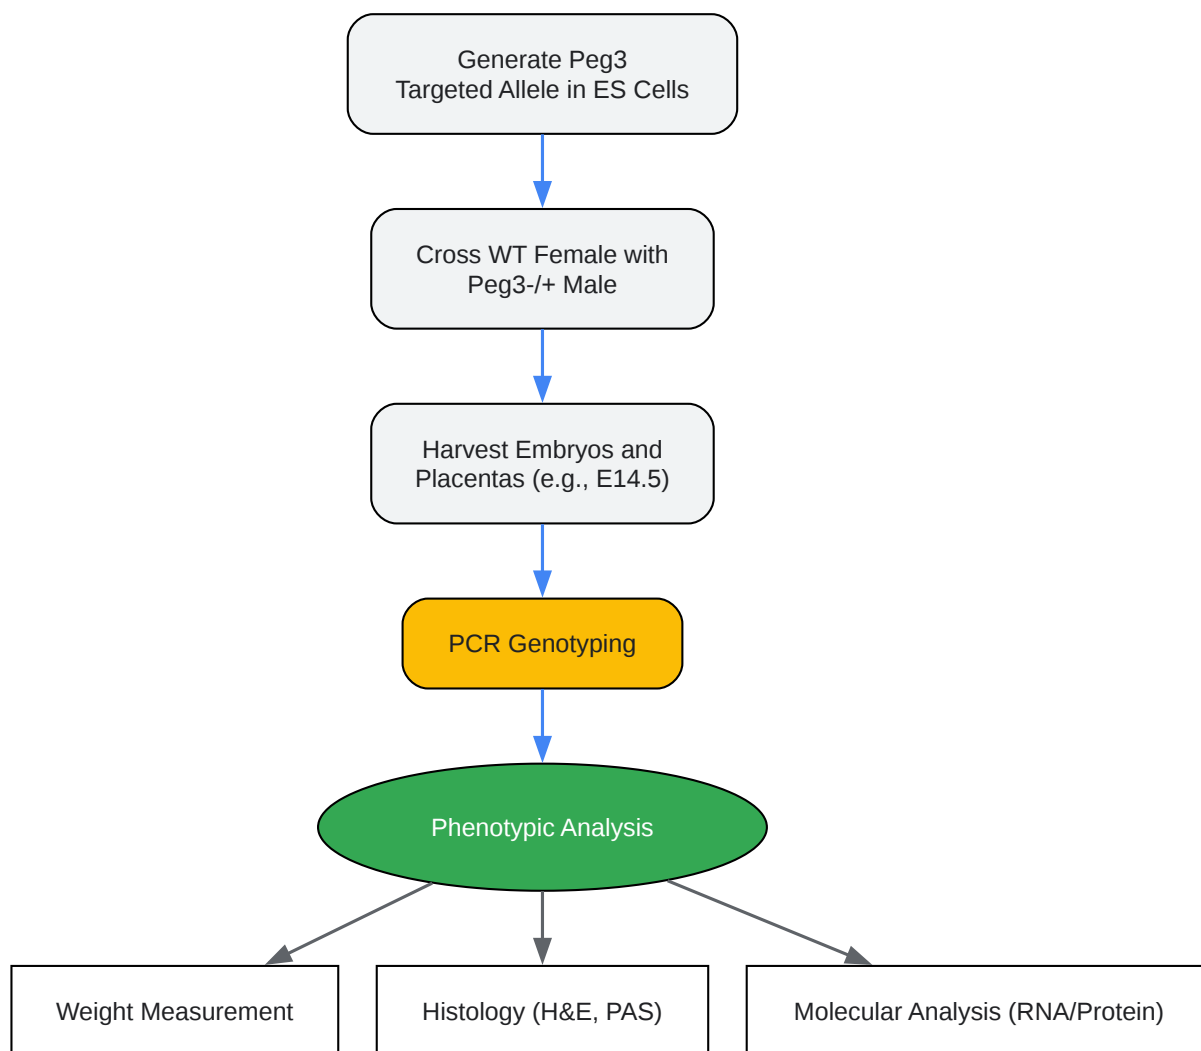 Generate Peg3
Targeted Allele in ES Cells
Cross WT Female with
Peg3-/+ Male
Harvest Embryos and
Placentas (e.g., E14.5)
PCR Genotyping
Phenotypic Analysis
Weight Measurement
Histology (H&E, PAS)
Molecular Analysis (RNA/Protein)